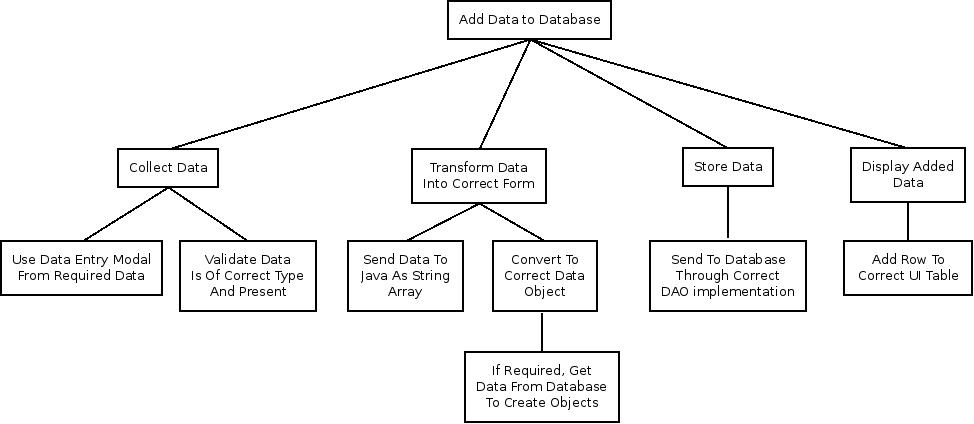 Add Data to Database
Collect Data
Transform Data
Into Correct Form
Store Data
Display Added
Data
Use Data Entry Modal
From Required Data
Validate Data
Is Of Correct Type
And Present
Send Data To
Java As String
Array
Convert To
Correct Data
Object
Send To Database
Through Correct
DAO implementation
Add Row To
Correct UI Table
If Required, Get
Data From Database
To Create Objects